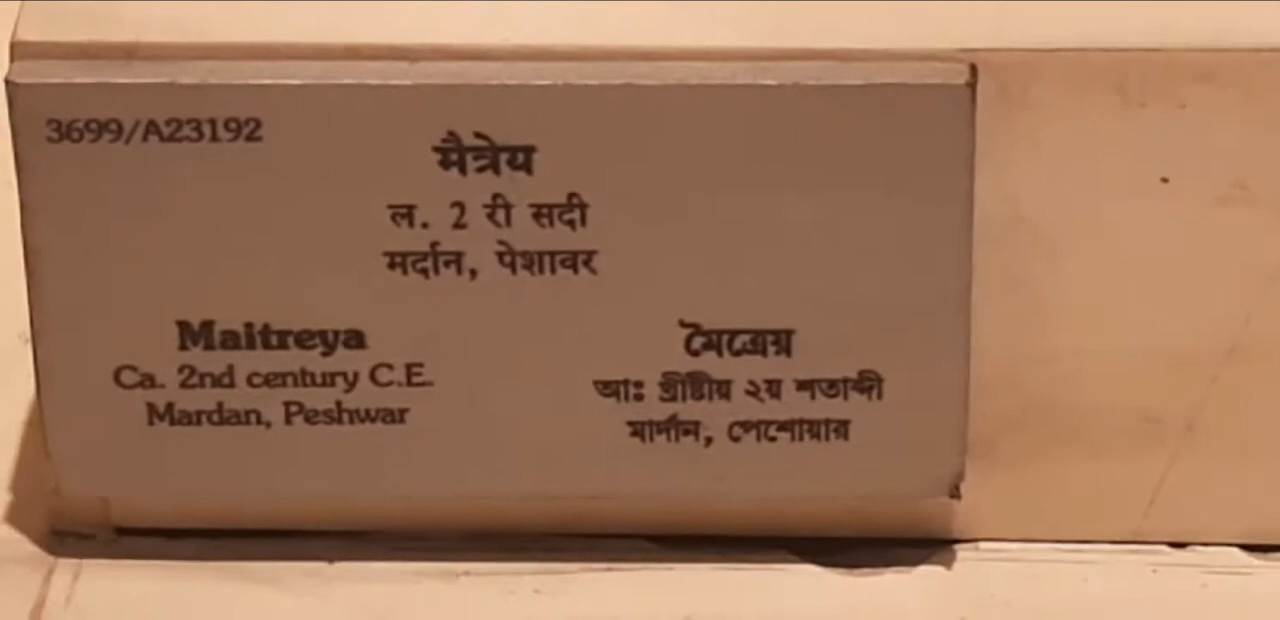 3699/A23192
मैत्रेय
ल. 2 री सदी
मर्दान, पेशावर
Maitreya
Ca. 2nd century C.E.
Mardan, Peshwar
মৈত্রেয়
আঃ খ্রীষ্টীয় ২য় শতাব্দী
মার্দান, পেশোয়ার